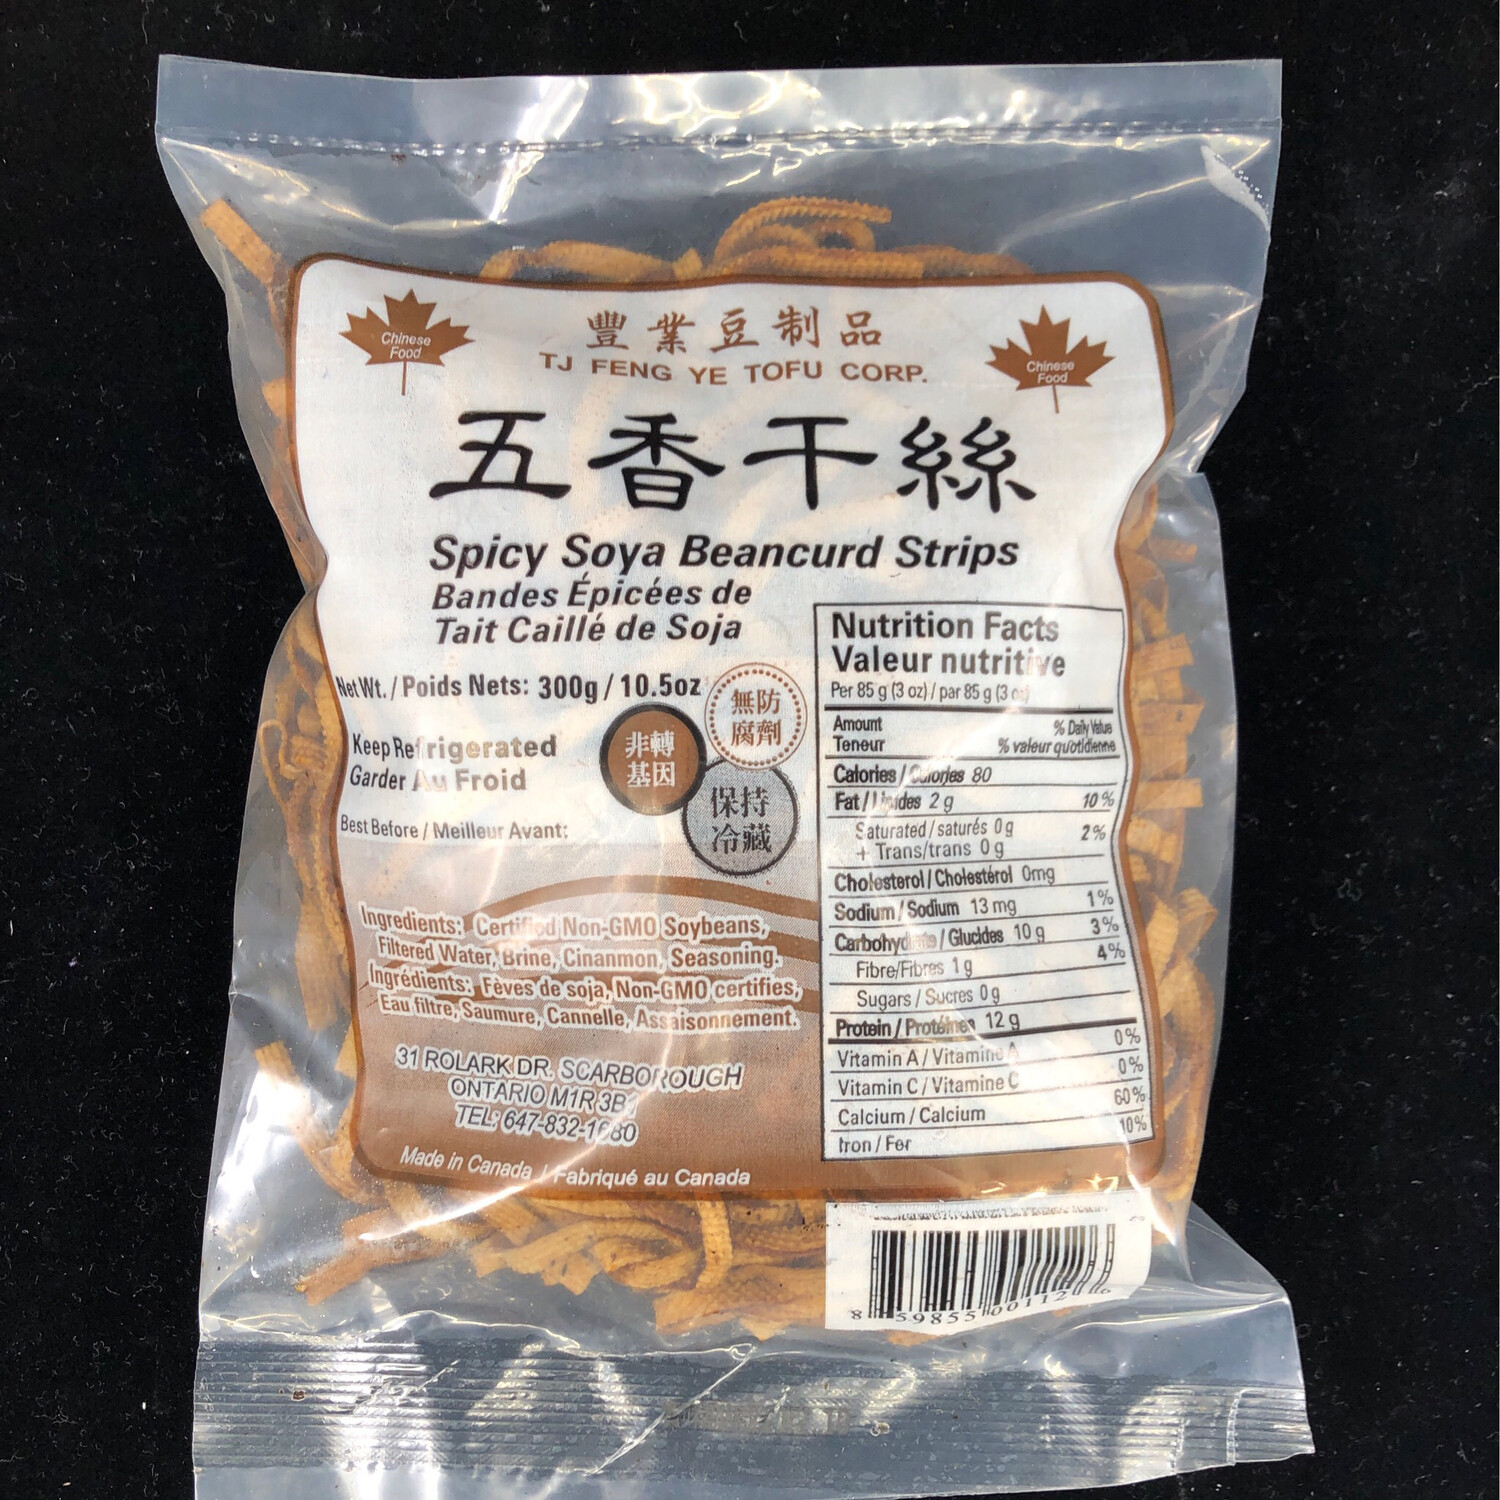 Chinese
Food
豐業豆制品
TJ FENG YE TOFU CORP.
Chinese
Food
五香干絲
Spicy Soya Beancurd Strips
Bandes Épicées de
Tait Caillé de Soja
Net Wt. / Poids Nets: 300g / 10.5oz
Keep Refrigerated
Garder Au Froid
Best Before / Meilleur Avant:
無防
腐劑
非轉
基因
保持
冷藏
Ingredients: Certified Non-GMO Soybeans,
Filtered Water, Brine, Cinanmon, Seasoning.
Ingrédients: Fèves de soja, Non-GMO certifies,
Eau filtre, Saumure, Cannelle, Assaisonnement.
31 ROLARK DR. SCARBOROUGH
ONTARIO M1R
TEL:
Made in Canada / Fabriqué au Canada
Nutrition Facts
Valeur nutritive
Per 85 g (3 oz) / par 85 g (3 oz)
Amount % Daily Value
Teneur % valeur quotidienne
Calories / Calories 80
Fat / Lipides 2 g 10%
Saturated / saturés 0 g 2%
+ Trans/trans 0 g
Cholesterol / Cholestérol 0mg
Sodium / Sodium 13 mg 1%
Carbohydrate / Glucides 10 g 3%
Fibre/Fibres 1 g 4%
Sugars / Sucres 0 g
Protein / Protéines 12 g
Vitamin A / Vitamine A 0%
Vitamin C / Vitamine C 0%
Calcium / Calcium 60%
Iron / Fer 10%
8 59855 00112 6